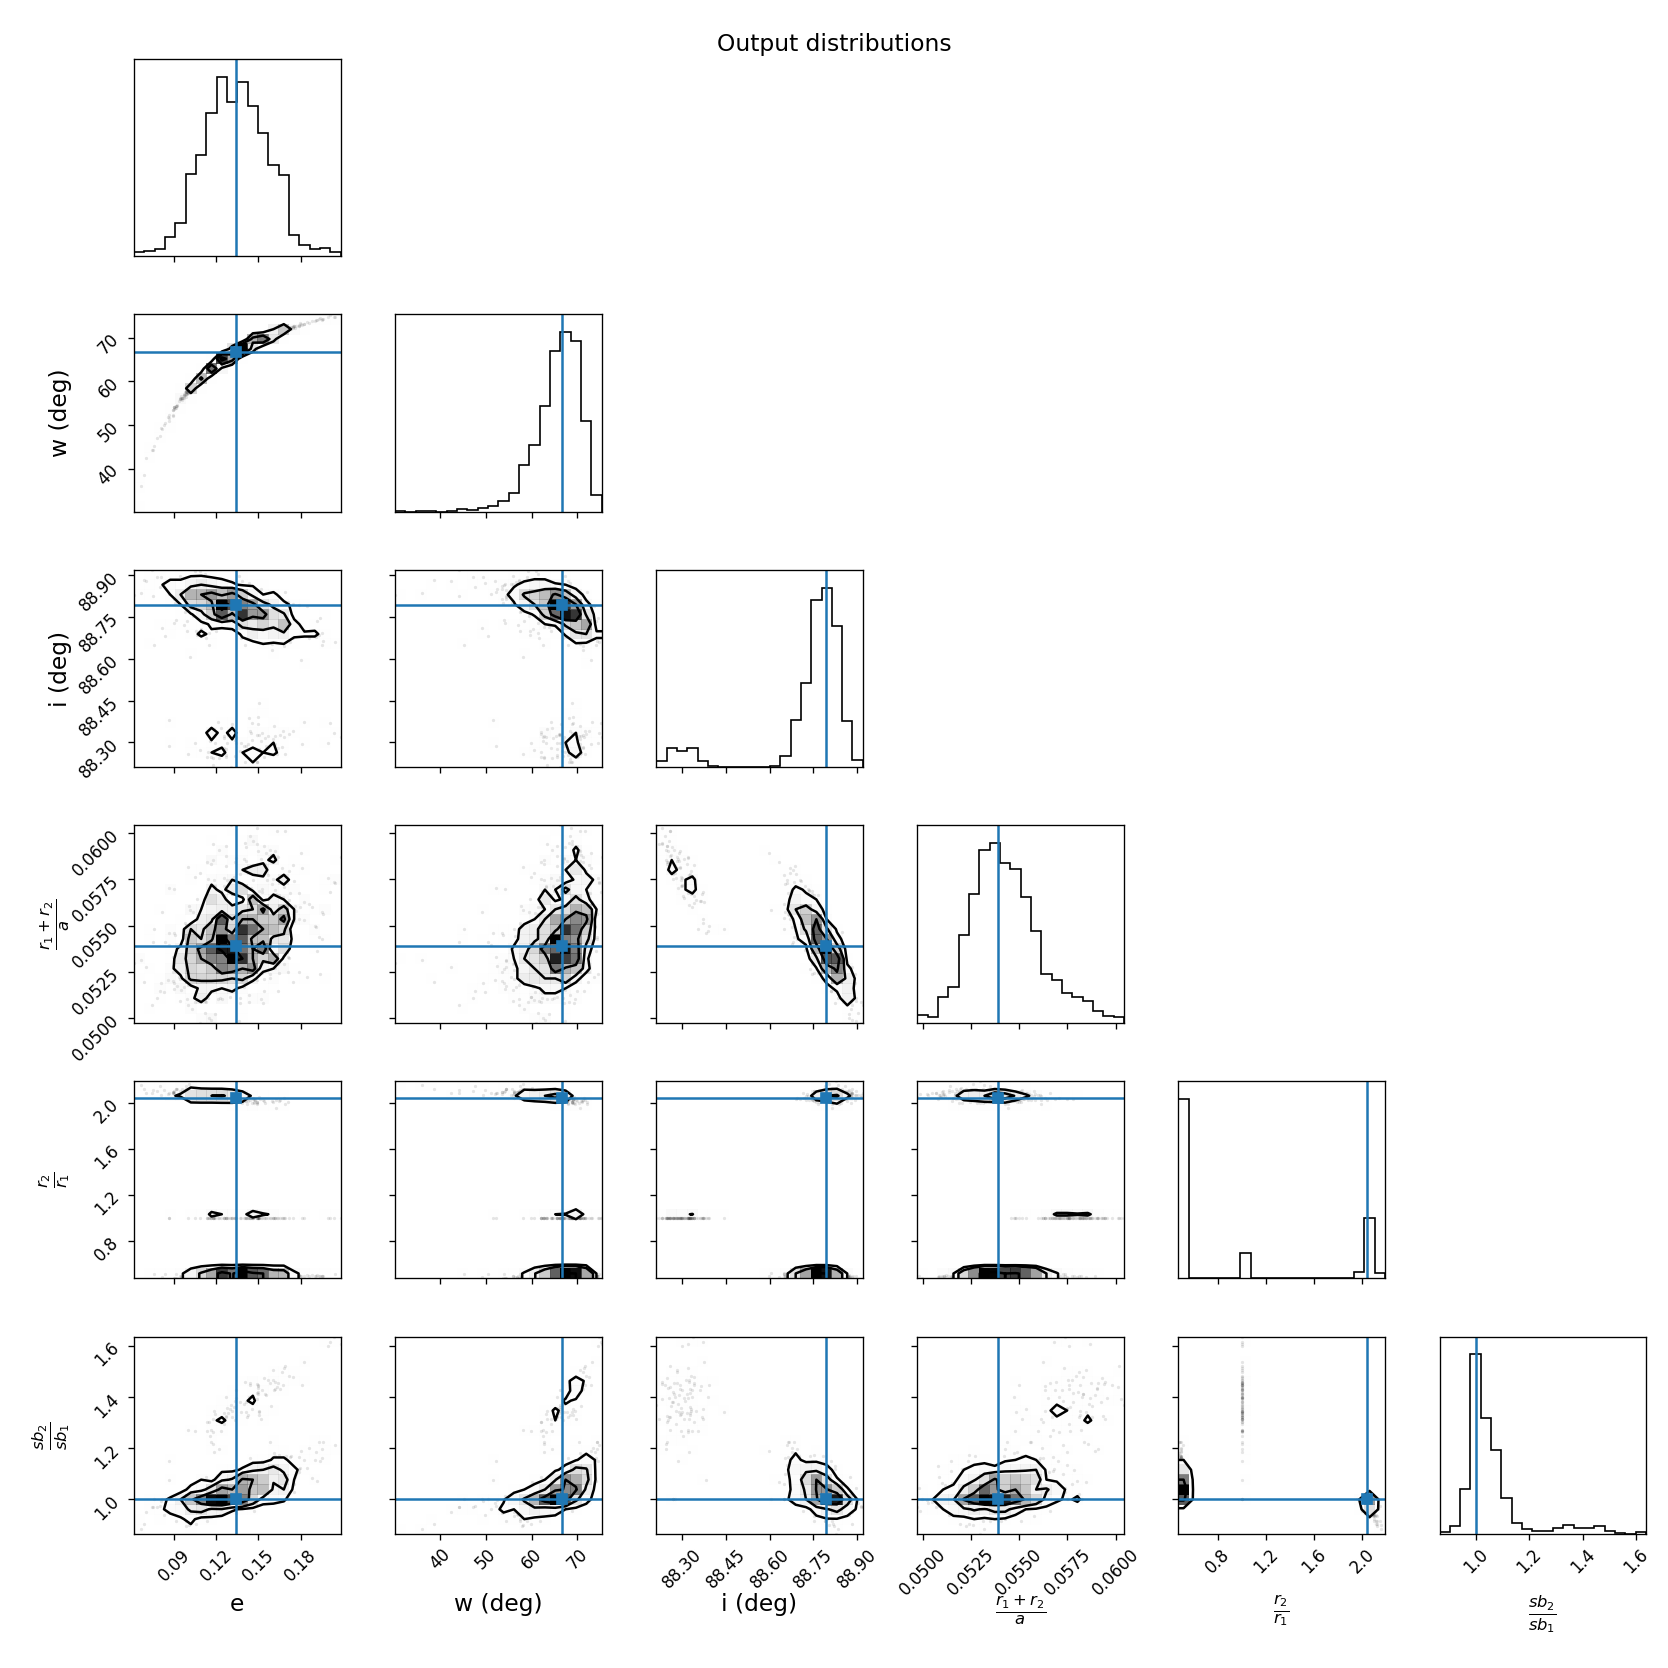 Output distributions
w (deg)
70
60
50
40
i (deg)
88.90
88.75
88.60
88.45
88.30
r₁ + r₂
a
0.0600
0.0575
0.0550
0.0525
0.0500
r₂
r₁
2.0
1.6
1.2
0.8
sb₂
sb₁
1.6
1.4
1.2
1.0
0.09 0.12 0.15 0.18
40 50 60 70
88.30 88.45 88.60 88.75 88.90
0.0500 0.0525 0.0550 0.0575 0.0600
0.8 1.2 1.6 2.0
1.0 1.2 1.4 1.6
e
w (deg)
i (deg)
r₁ + r₂
a
r₂
r₁
sb₂
sb₁